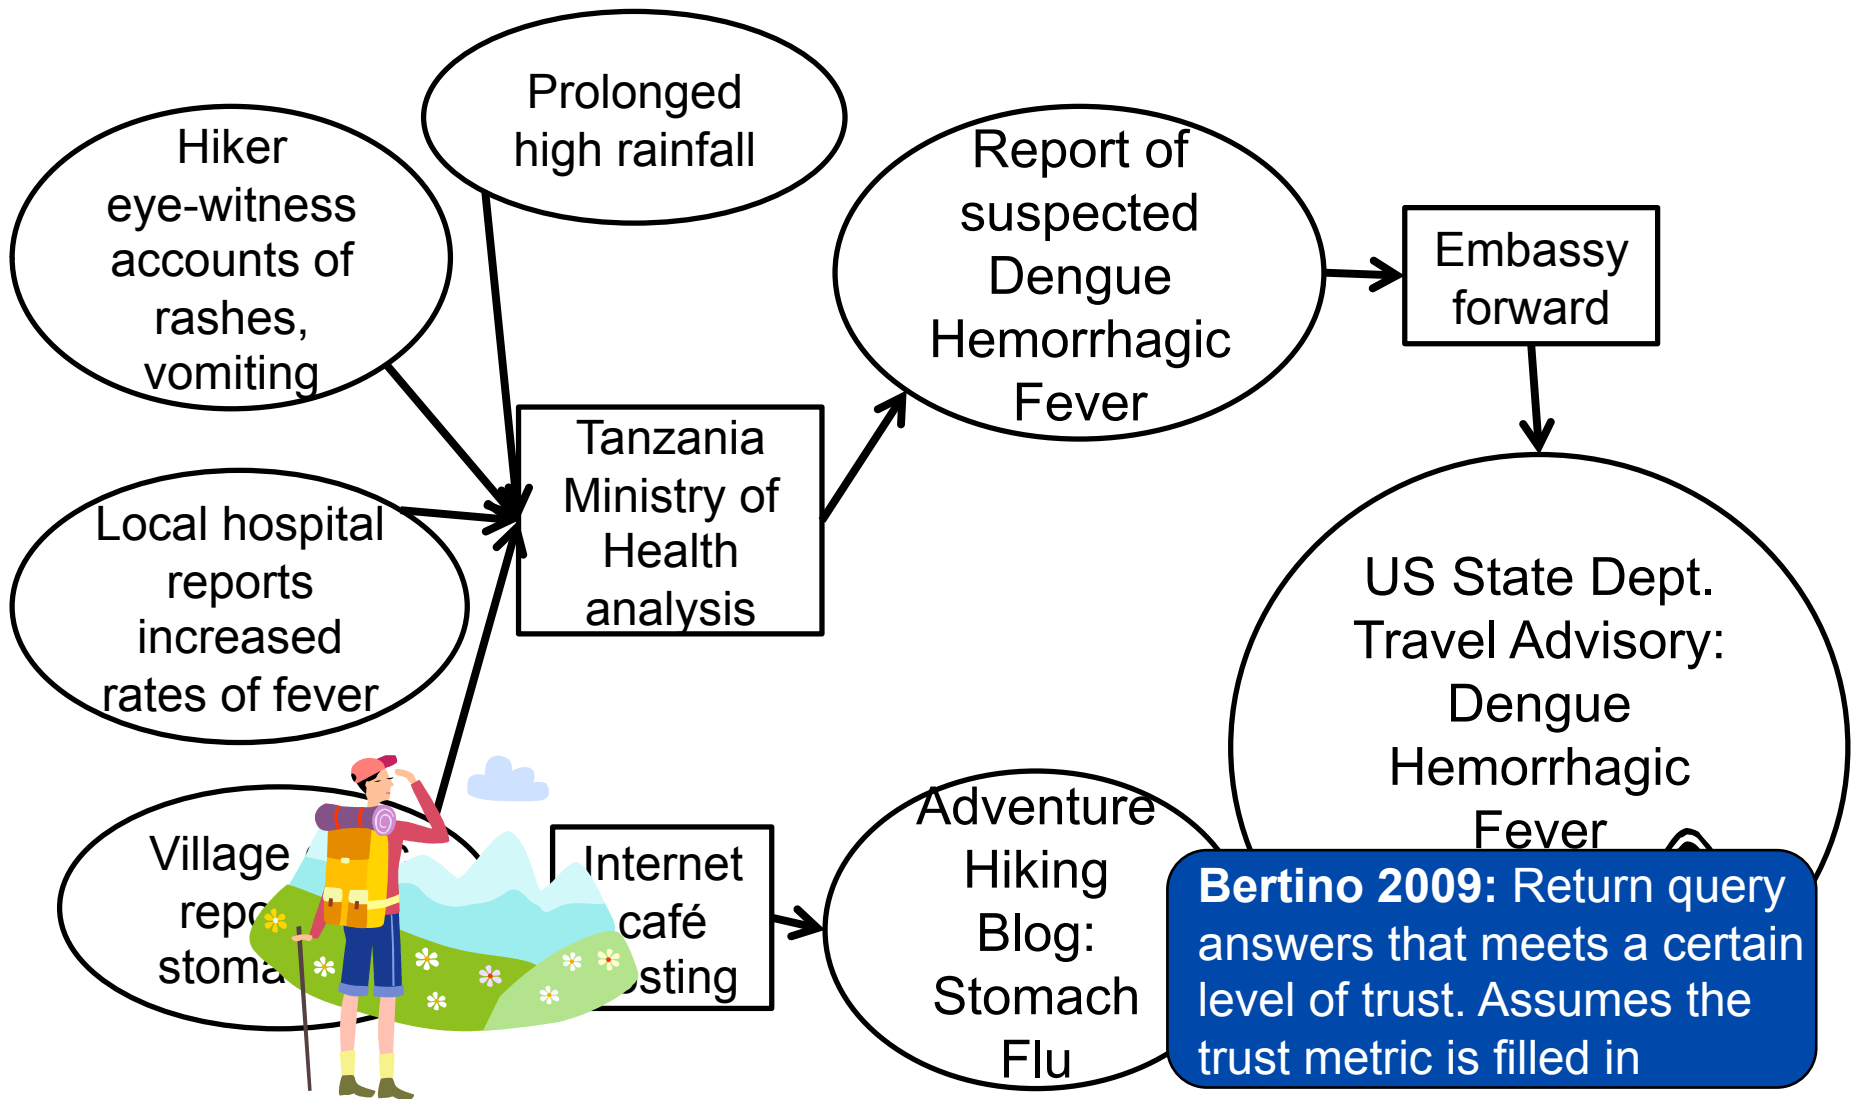 Prolonged
high rainfall
Hiker
eye-witness
accounts of
rashes,
vomiting
Report of
suspected
Dengue
Hemorrhagic
Fever
Embassy
forward
Tanzania
Ministry of
Health
analysis
Local hospital
reports
increased
rates of fever
US State Dept.
Travel Advisory:
Dengue
Hemorrhagic
Fever
Village
Internet
café
Adventure
Hiking
Blog:
Stomach
Flu
Bertino 2009: Return query
answers that meets a certain
level of trust. Assumes the
trust metric is filled in